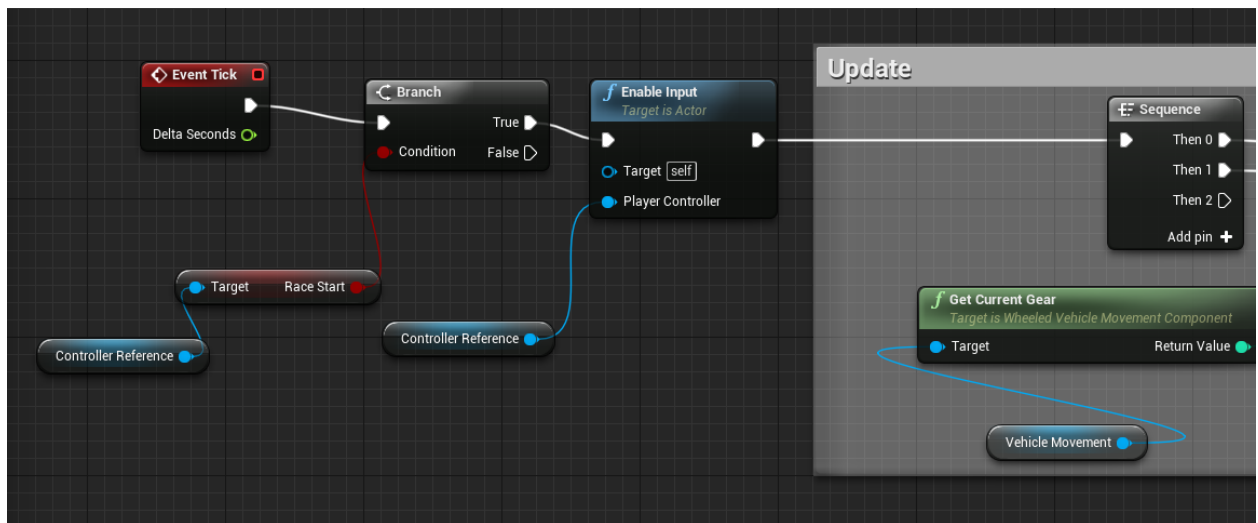 Event Tick
Delta Seconds
Branch
True
Condition
False
Enable Input
Target is Actor
Target self
Player Controller
Target
Race Start
Controller Reference
Controller Reference
Update
Sequence
Then 0
Then 1
Then 2
Add pin +
Get Current Gear
Target is Wheeled Vehicle Movement Component
Target
Return Value
Vehicle Movement